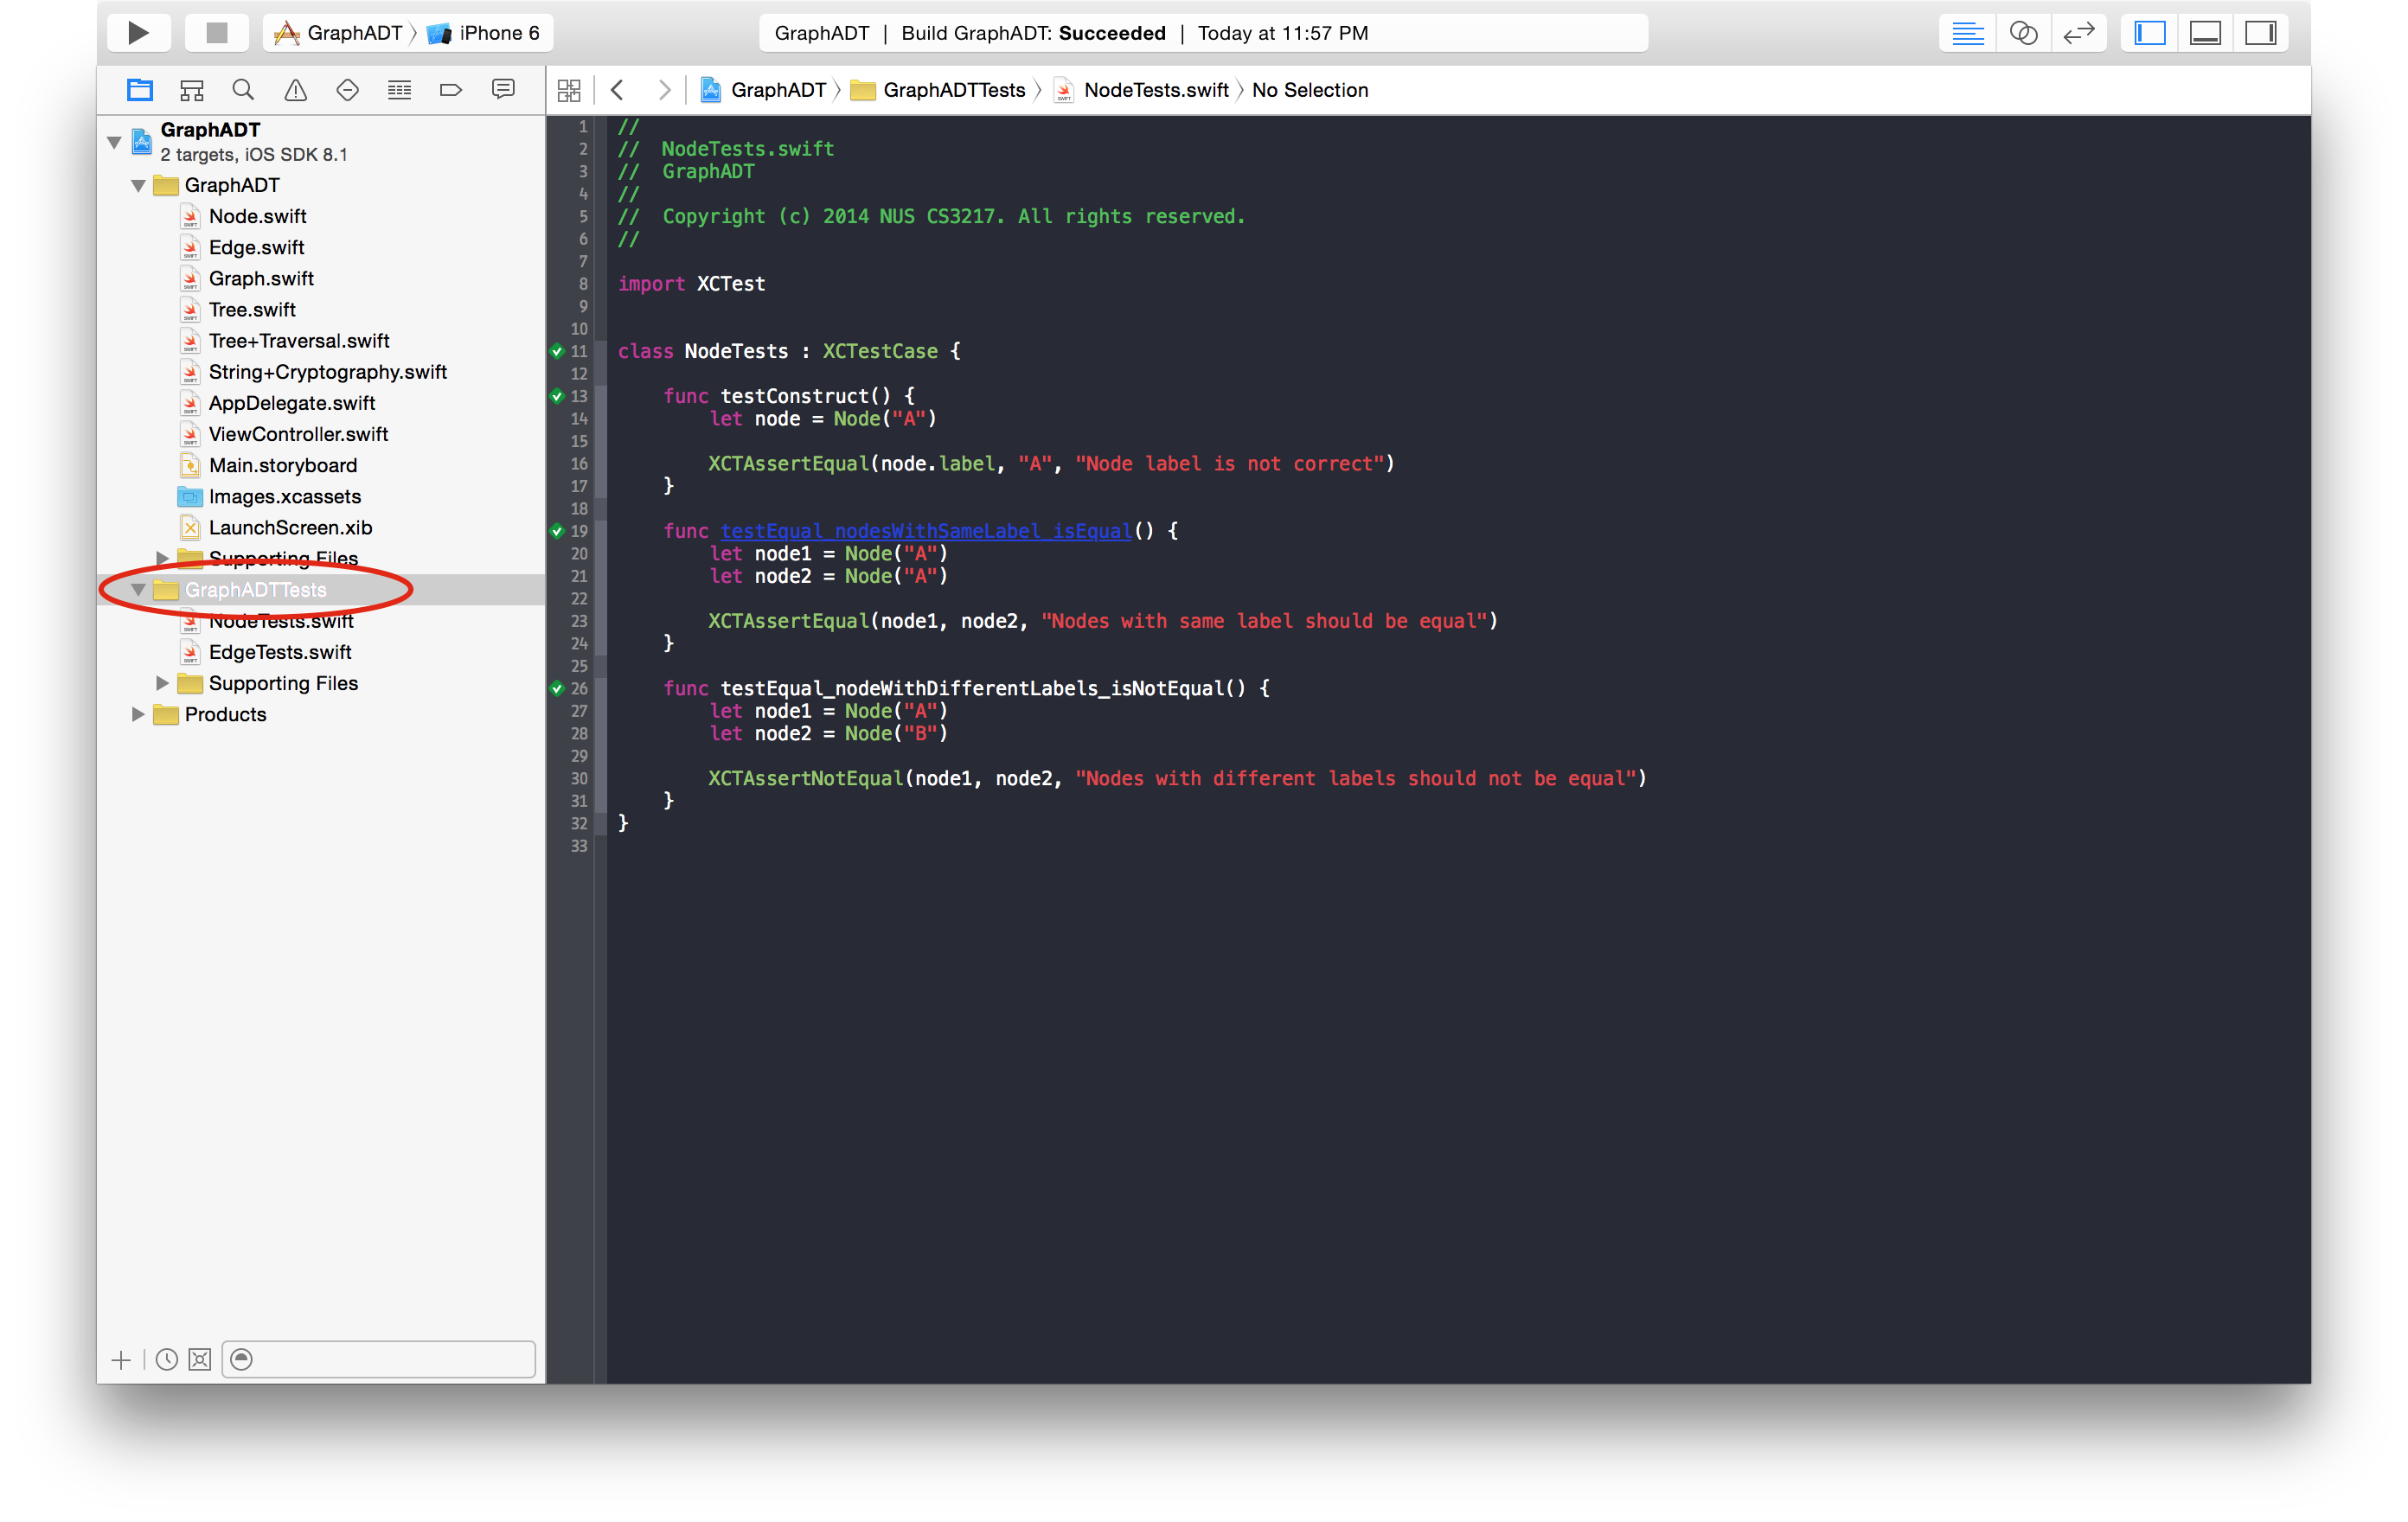 GraphADT 〉 iPhone 6
GraphADT | Build GraphADT: Succeeded | Today at 11:57 PM
GraphADT 〉 GraphADTTests 〉 NodeTests.swift 〉 No Selection
GraphADT
2 targets, iOS SDK 8.1
GraphADT
Node.swift
Edge.swift
Graph.swift
Tree.swift
Tree+Traversal.swift
String+Cryptography.swift
AppDelegate.swift
ViewController.swift
Main.storyboard
Images.xcassets
LaunchScreen.xib
Supporting Files
GraphADTTests
NodeTests.swift
EdgeTests.swift
Supporting Files
Products
1 //
2 //  NodeTests.swift
3 //  GraphADT
4 //
5 //  Copyright (c) 2014 NUS CS3217. All rights reserved.
6 //
7
8 import XCTest
9
10
11 class NodeTests : XCTestCase {
12
13     func testConstruct() {
14         let node = Node("A")
15
16         XCTAssertEqual(node.label, "A", "Node label is not correct")
17     }
18
19     func testEqual_nodesWithSameLabel_isEqual() {
20         let node1 = Node("A")
21         let node2 = Node("A")
22
23         XCTAssertEqual(node1, node2, "Nodes with same label should be equal")
24     }
25
26     func testEqual_nodeWithDifferentLabels_isNotEqual() {
27         let node1 = Node("A")
28         let node2 = Node("B")
29
30         XCTAssertNotEqual(node1, node2, "Nodes with different labels should not be equal")
31     }
32 }
33